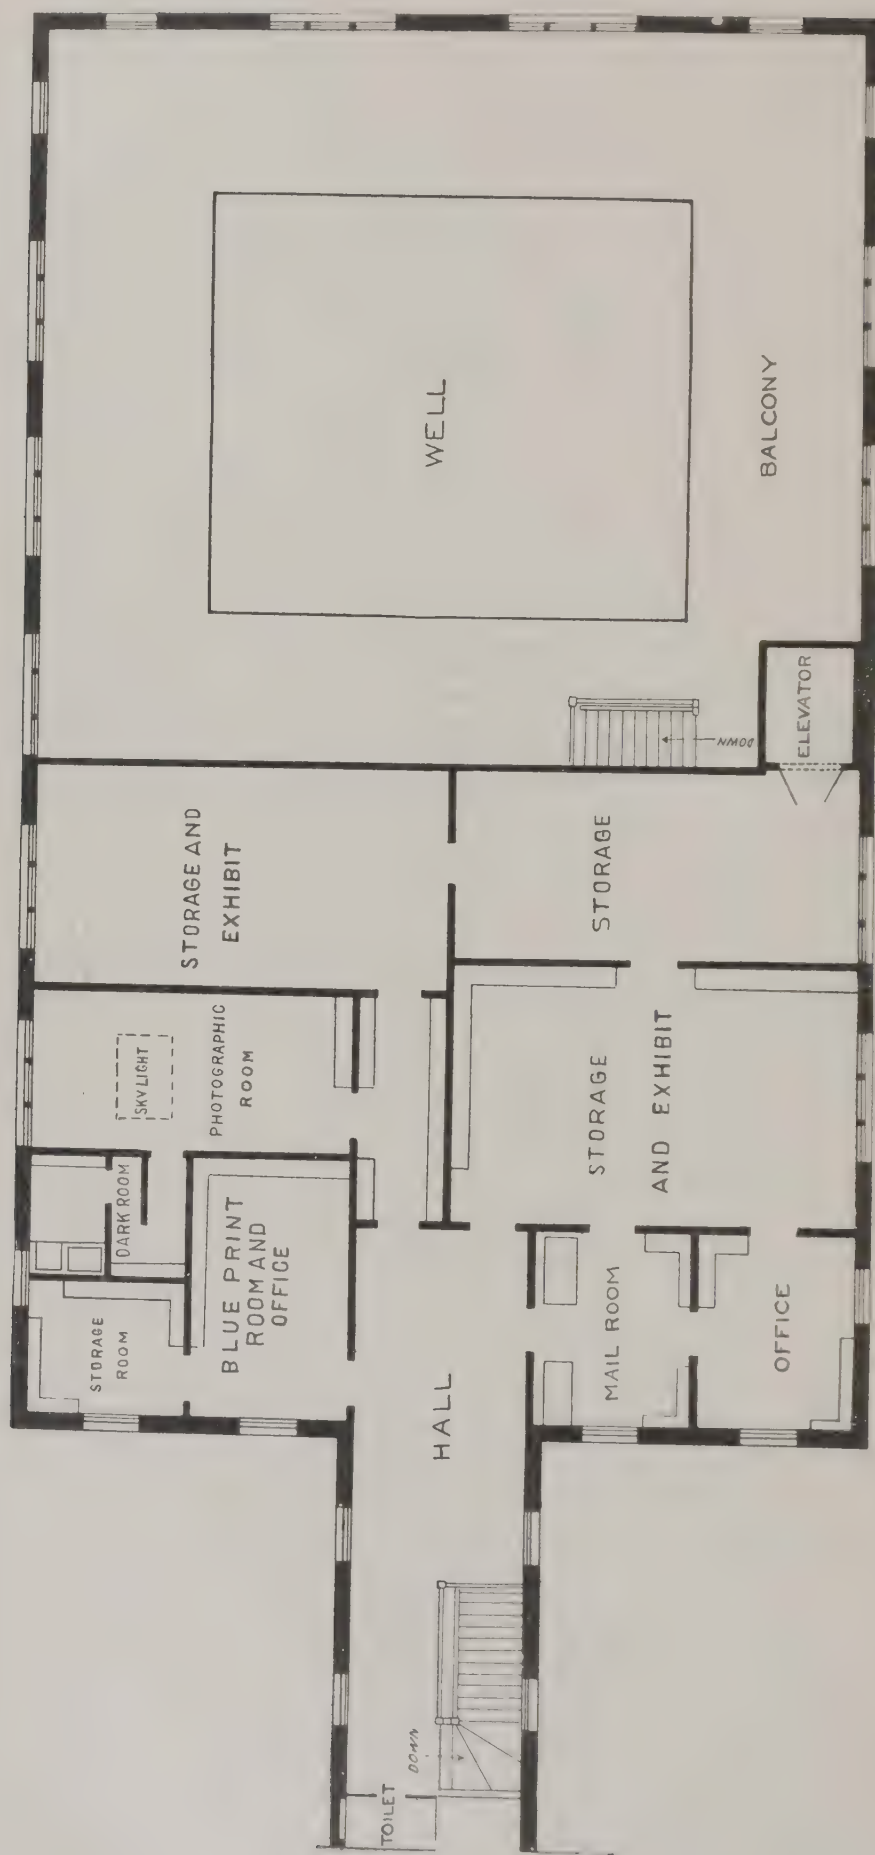 WELL
BALCONY
DOWN
ELEVATOR
STORAGE AND
EXHIBIT
STORAGE
SKYLIGHT
PHOTOGRAPHIC
ROOM
STORAGE
AND EXHIBIT
DARK ROOM
STORAGE
ROOM
BLUE PRINT
ROOM AND
OFFICE
MAIL ROOM
OFFICE
HALL
DOWN
TOILET